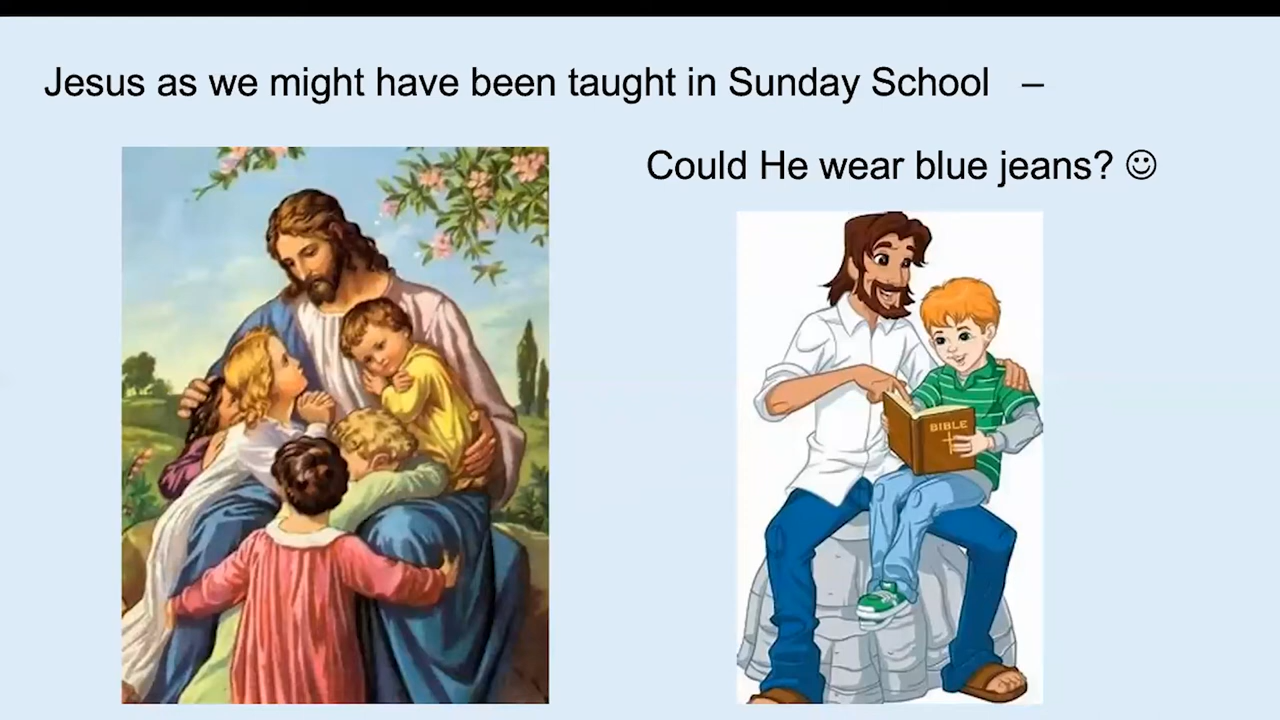 Jesus as we might have been taught in Sunday School –
Could He wear blue jeans? ☺
BIBLE